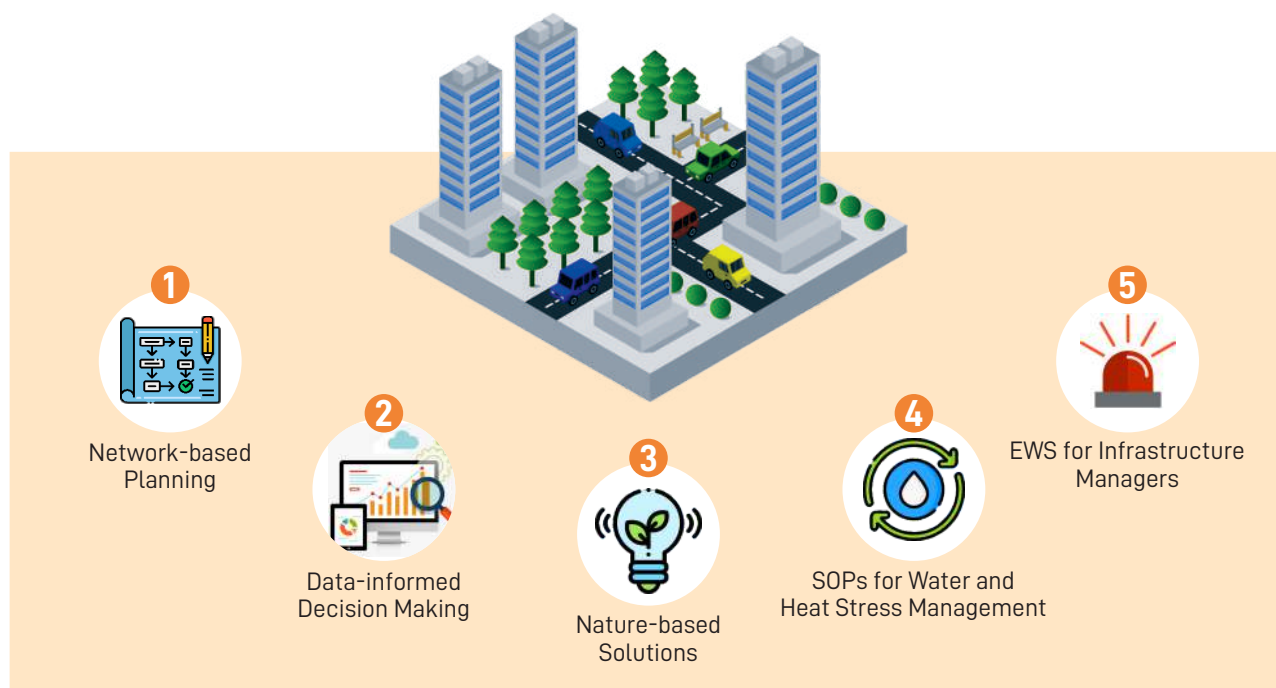 1
Network-based
Planning
2
Data-informed
Decision Making
3
Nature-based
Solutions
4
SOPs for Water and
Heat Stress Management
5
EWS for Infrastructure
Managers